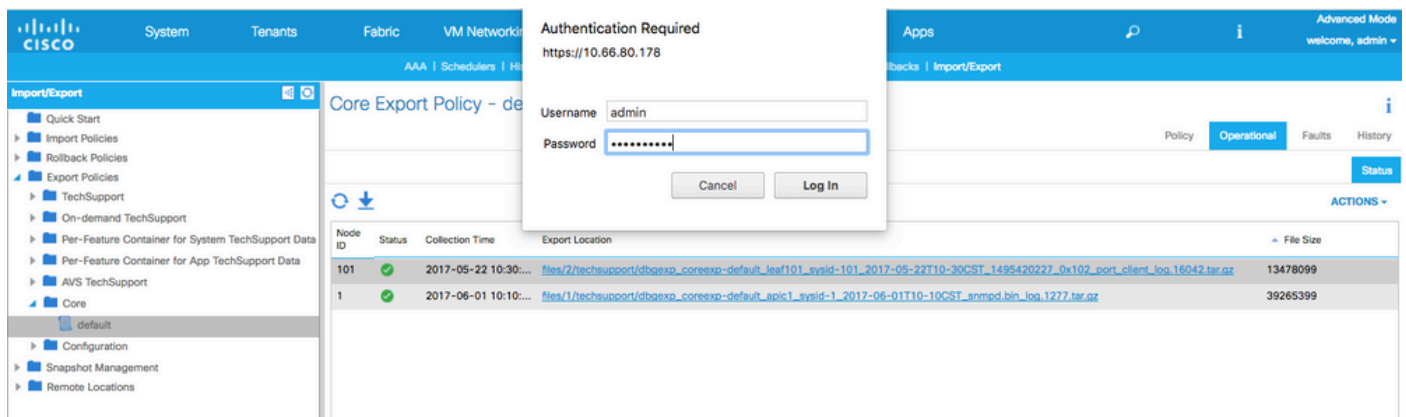 CISCO
System
Tenants
Fabric
VM Networkin
Apps
i
Advanced Mode
welcome, admin
AAA | Schedulers | His
llbacks | Import/Export
Authentication Required
https://10.66.80.178
Username admin
Password ••••••••••
Cancel
Log In
Import/Export
Quick Start
Import Policies
Rollback Policies
Export Policies
TechSupport
On-demand TechSupport
Per-Feature Container for System TechSupport Data
Per-Feature Container for App TechSupport Data
AVS TechSupport
Core
default
Configuration
Snapshot Management
Remote Locations
Core Export Policy - de
i
Policy
Operational
Faults
History
Status
ACTIONS
Node ID
Status
Collection Time
Export Location
File Size
101
2017-05-22 10:30:...
files/2/techsupport/dbgexp_coreexp-default_leaf101_sysid-101_2017-05-22T10-30CST_1495420227_0x102_port_client_log.16042.tar.gz
13478099
1
2017-06-01 10:10:...
files/1/techsupport/dbgexp_coreexp-default_apic1_sysid-1_2017-06-01T10-10CST_snmpd.bin_log.1277.tar.gz
39265399